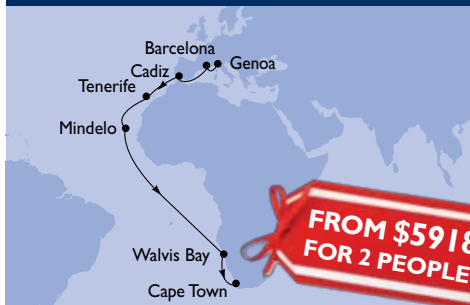 Barcelona
Genoa
Cadiz
Tenerife
Mindelo
Walvis Bay
Cape Town
FROM $5918
FOR 2 PEOPLE